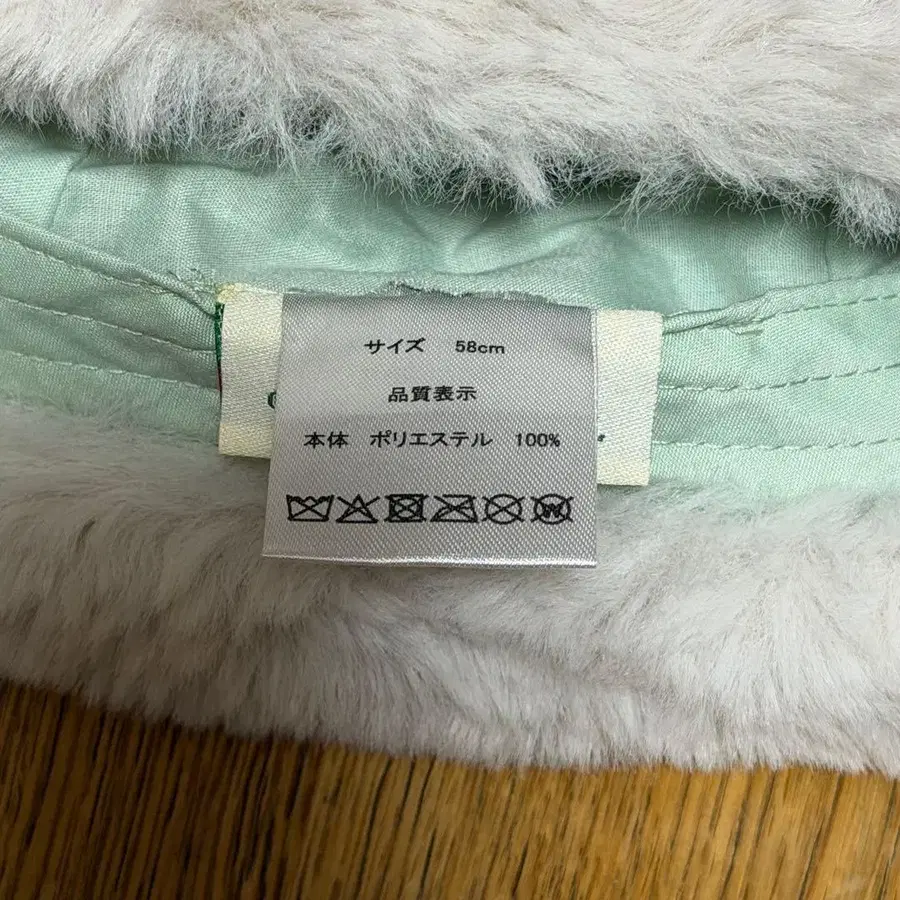 サイズ 58cm
品質表示
本体 ポリエステル 100%